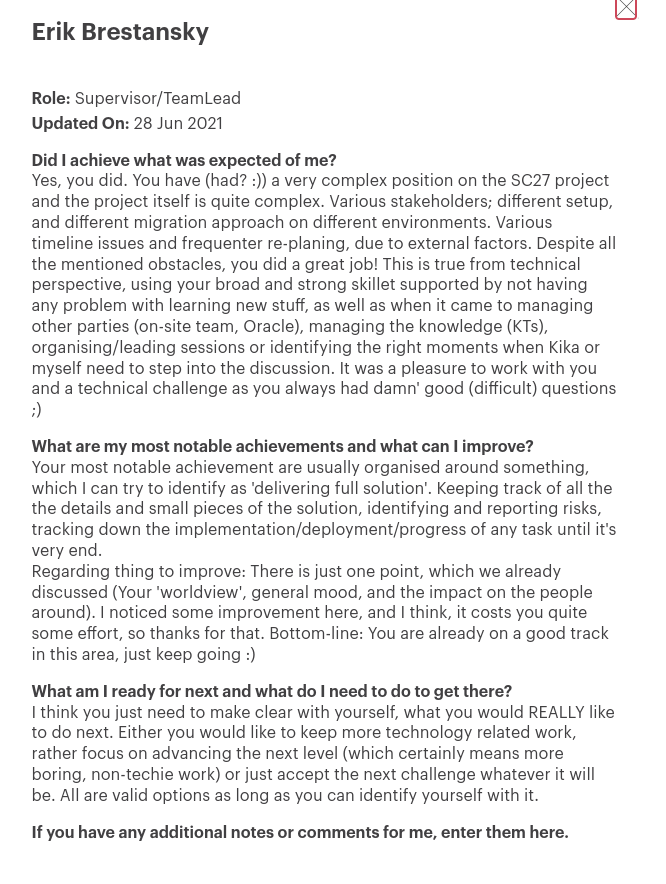 Erik Brestansky
Role: Supervisor/TeamLead
Updated On: 28 Jun 2021
Did I achieve what was expected of me?
Yes, you did. You have (had? :)) a very complex position on the SC27 project
and the project itself is quite complex. Various stakeholders; different setup,
and different migration approach on different environments. Various
timeline issues and frequenter re-planing, due to external factors. Despite all
the mentioned obstacles, you did a great job! This is true from technical
perspective, using your broad and strong skillet supported by not having
any problem with learning new stuff, as well as when it came to managing
other parties (on-site team, Oracle), managing the knowledge (KTs),
organising/leading sessions or identifying the right moments when Kika or
myself need to step into the discussion. It was a pleasure to work with you
and a technical challenge as you always had damn' good (difficult) questions
;)
What are my most notable achievements and what can I improve?
Your most notable achievement are usually organised around something,
which I can try to identify as 'delivering full solution'. Keeping track of all the
the details and small pieces of the solution, identifying and reporting risks,
tracking down the implementation/deployment/progress of any task until it's
very end.
Regarding thing to improve: There is just one point, which we already
discussed (Your 'worldview', general mood, and the impact on the people
around). I noticed some improvement here, and I think, it costs you quite
some effort, so thanks for that. Bottom-line: You are already on a good track
in this area, just keep going :)
What am I ready for next and what do I need to do to get there?
I think you just need to make clear with yourself, what you would REALLY like
to do next. Either you would like to keep more technology related work,
rather focus on advancing the next level (which certainly means more
boring, non-techie work) or just accept the next challenge whatever it will
be. All are valid options as long as you can identify yourself with it.
If you have any additional notes or comments for me, enter them here.